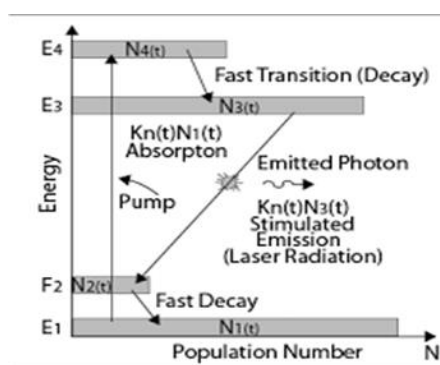 E4
N4(t)
Fast Transition (Decay)
E3
N3(t)
Kn(t)N1(t)
Absorpton
Emitted Photon
Energy
Pump
Kn(t)N3(t)
Stimulated
Emission
(Laser Radiation)
F2
N2(t)
Fast Decay
E1
N1(t)
Population Number
N